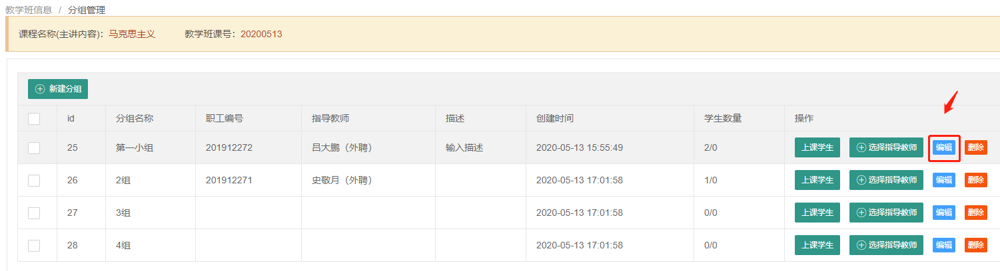 教学班信息 / 分组管理
课程名称(主讲内容)：马克思主义 教学班课号：20200513
新建分组
id 分组名称 职工编号 指导教师 描述 创建时间 学生数量 操作
25 第一小组 201912272 吕大鹏（外聘） 输入描述 2020-05-13 15:55:49 2/0 上课学生 选择指导教师 编辑 删除
26 2组 201912271 史敬月（外聘） 2020-05-13 17:01:58 1/0 上课学生 选择指导教师 编辑 删除
27 3组 2020-05-13 17:01:58 0/0 上课学生 选择指导教师 编辑 删除
28 4组 2020-05-13 17:01:58 0/0 上课学生 选择指导教师 编辑 删除